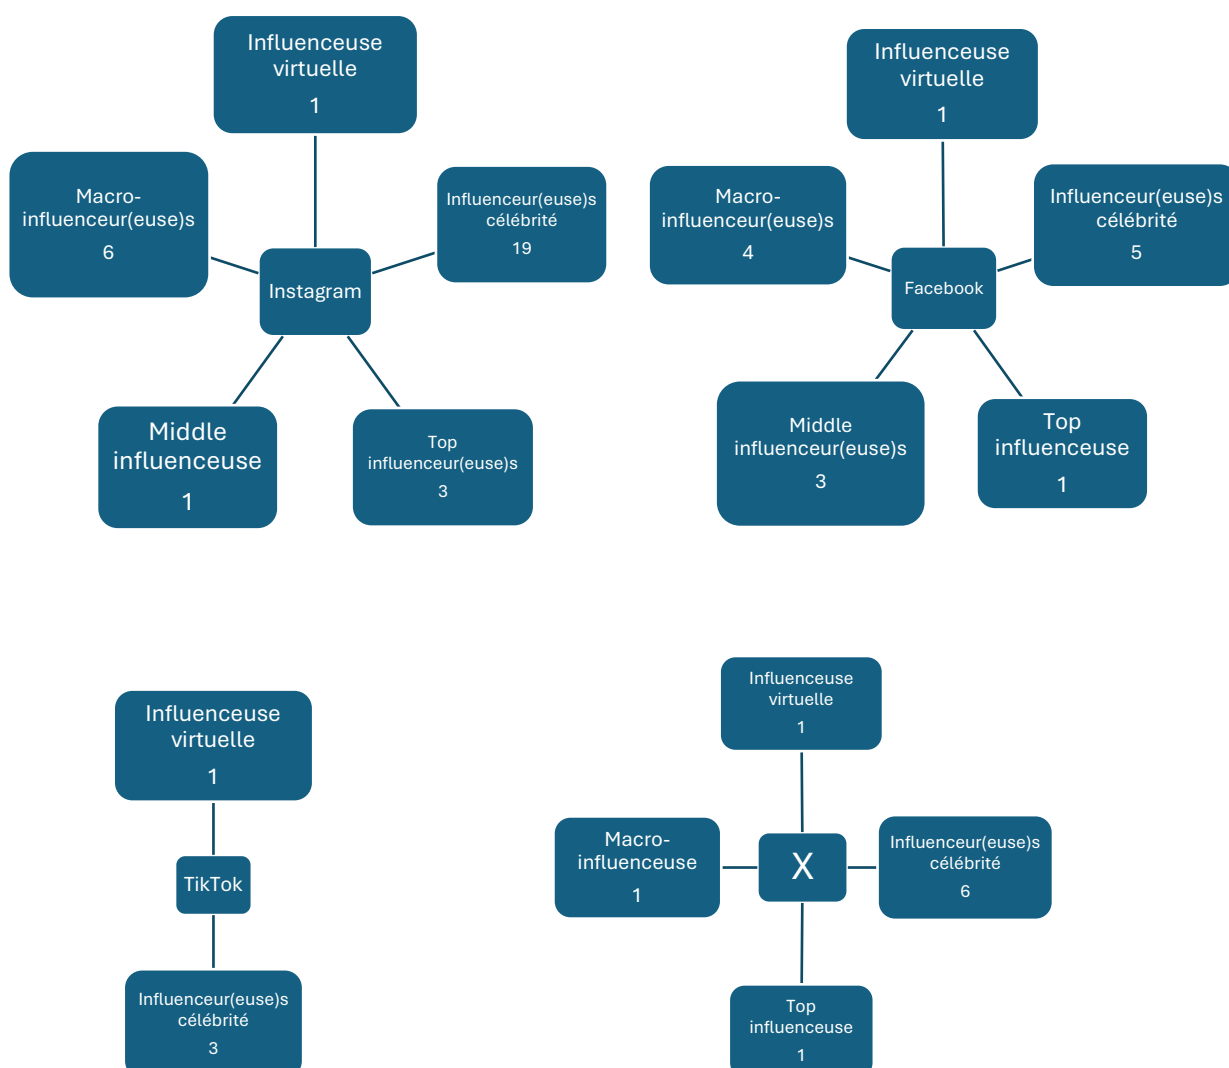 Influenceuse
virtuelle
1
Macro-
influenceur(euse)s
6
Influenceur(euse)s
célébrité
19
Instagram
Middle
influenceuse
1
Top
influenceur(euse)s
3
Influenceuse
virtuelle
1
Macro-
influenceur(euse)s
4
Influenceur(euse)s
célébrité
5
Facebook
Middle
influenceur(euse)s
3
Top
influenceuse
1
Influenceuse
virtuelle
1
TikTok
Influenceur(euse)s
célébrité
3
Influenceuse
virtuelle
1
Macro-
influenceuse
1
X
Influenceur(euse)s
célébrité
6
Top
influenceuse
1